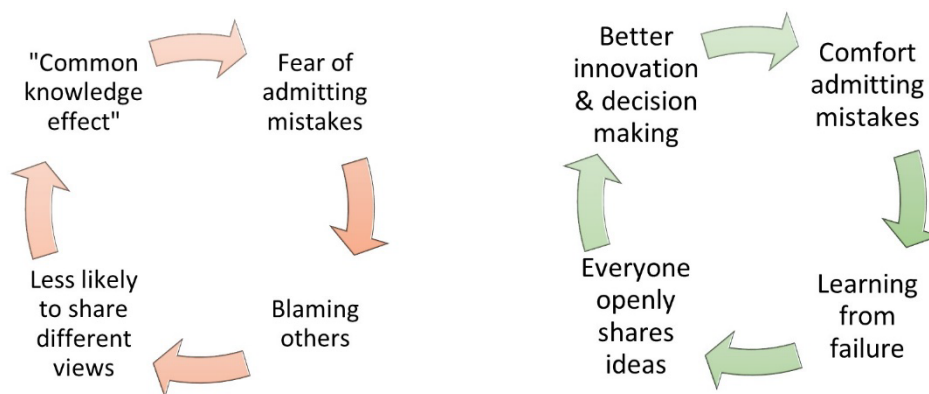 "Common
knowledge
effect"
Fear of
admitting
mistakes
Blaming
others
Less likely
to share
different
views
Better
innovation
& decision
making
Comfort
admitting
mistakes
Learning
from
failure
Everyone
openly
shares
ideas